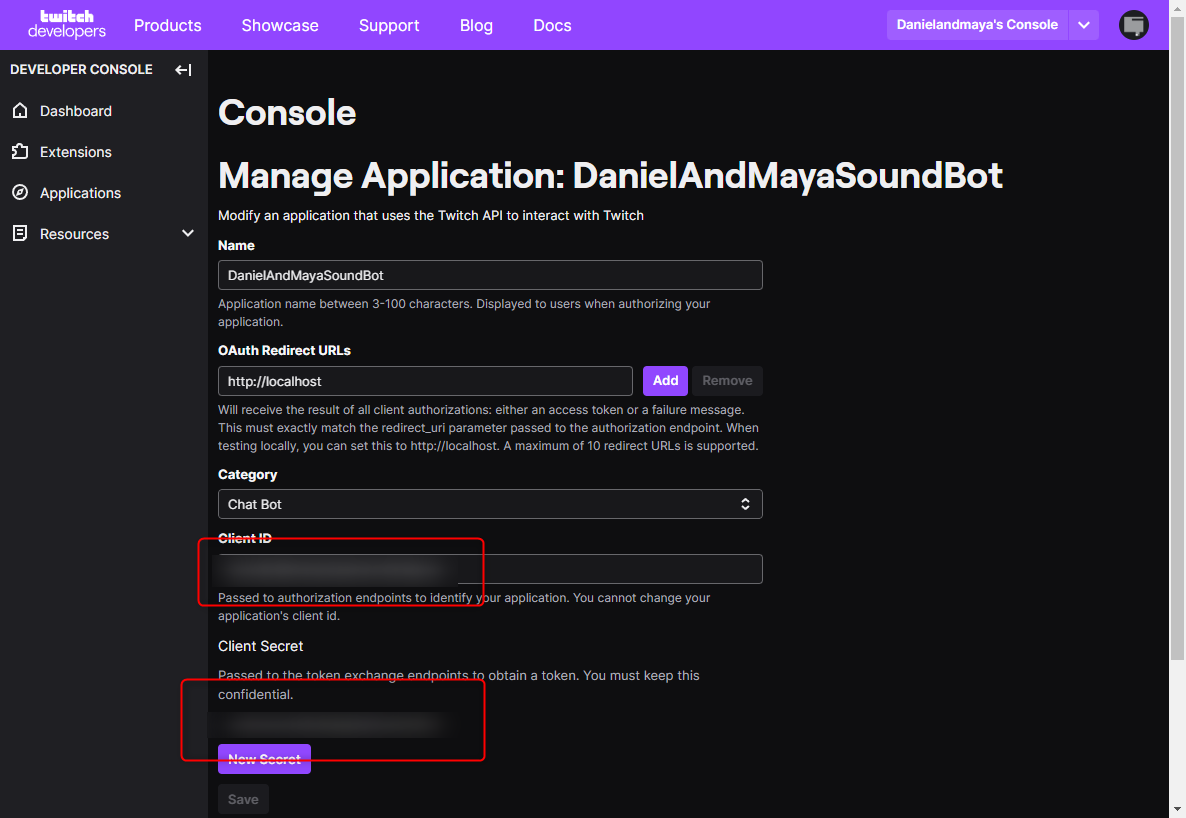 twitch
developers
Products
Showcase
Support
Blog
Docs
Danielandmaya's Console
DEVELOPER CONSOLE
Dashboard
Extensions
Applications
Resources
Console
Manage Application: DanielAndMayaSoundBot
Modify an application that uses the Twitch API to interact with Twitch
Name
DanielAndMayaSoundBot
Application name between 3-100 characters. Displayed to users when authorizing your
application.
OAuth Redirect URLs
http://localhost
Add
Remove
Will receive the result of all client authorizations: either an access token or a failure message.
This must exactly match the redirect_uri parameter passed to the authorization endpoint. When
testing locally, you can set this to http://localhost. A maximum of 10 redirect URLs is supported.
Category
Chat Bot
Client ID
Passed to authorization endpoints to identify your application. You cannot change your
application's client id.
Client Secret
Passed to the token exchange endpoints to obtain a token. You must keep this
confidential.
New Secret
Save